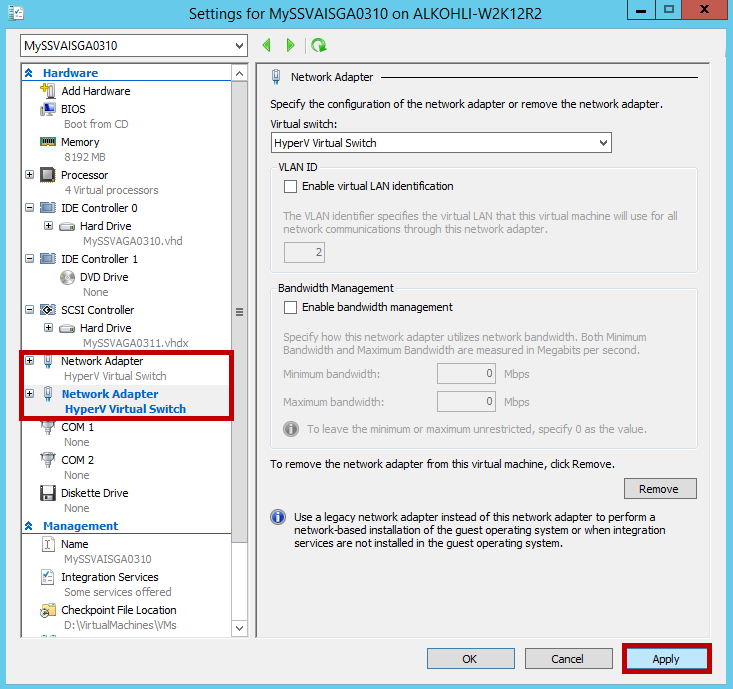 Settings for MySSVAISGA0310 on ALKOHLI-W2K12R2
MySSVAISGA0310
Hardware
Add Hardware
BIOS
Boot from CD
Memory
8192 MB
Processor
4 Virtual processors
IDE Controller 0
Hard Drive
MySSVAGA0310.vhd
IDE Controller 1
DVD Drive
None
SCSI Controller
Hard Drive
MySSVAGA0311.vhdx
Network Adapter
HyperV Virtual Switch
Network Adapter
HyperV Virtual Switch
COM 1
None
COM 2
None
Diskette Drive
None
Management
Name
MySSVAISGA0310
Integration Services
Some services offered
Checkpoint File Location
D:\VirtualMachines\VMs
Network Adapter
Specify the configuration of the network adapter or remove the network adapter.
Virtual switch:
HyperV Virtual Switch
VLAN ID
Enable virtual LAN identification
The VLAN identifier specifies the virtual LAN that this virtual machine will use for all
network communications through this network adapter.
2
Bandwidth Management
Enable bandwidth management
Specify how this network adapter utilizes network bandwidth. Both Minimum
Bandwidth and Maximum Bandwidth are measured in Megabits per second.
Minimum bandwidth: 0 Mbps
Maximum bandwidth: 0 Mbps
To leave the minimum or maximum unrestricted, specify 0 as the value.
To remove the network adapter from this virtual machine, click Remove.
Remove
Use a legacy network adapter instead of this network adapter to perform a
network-based installation of the guest operating system or when integration
services are not installed in the guest operating system.
OK Cancel Apply